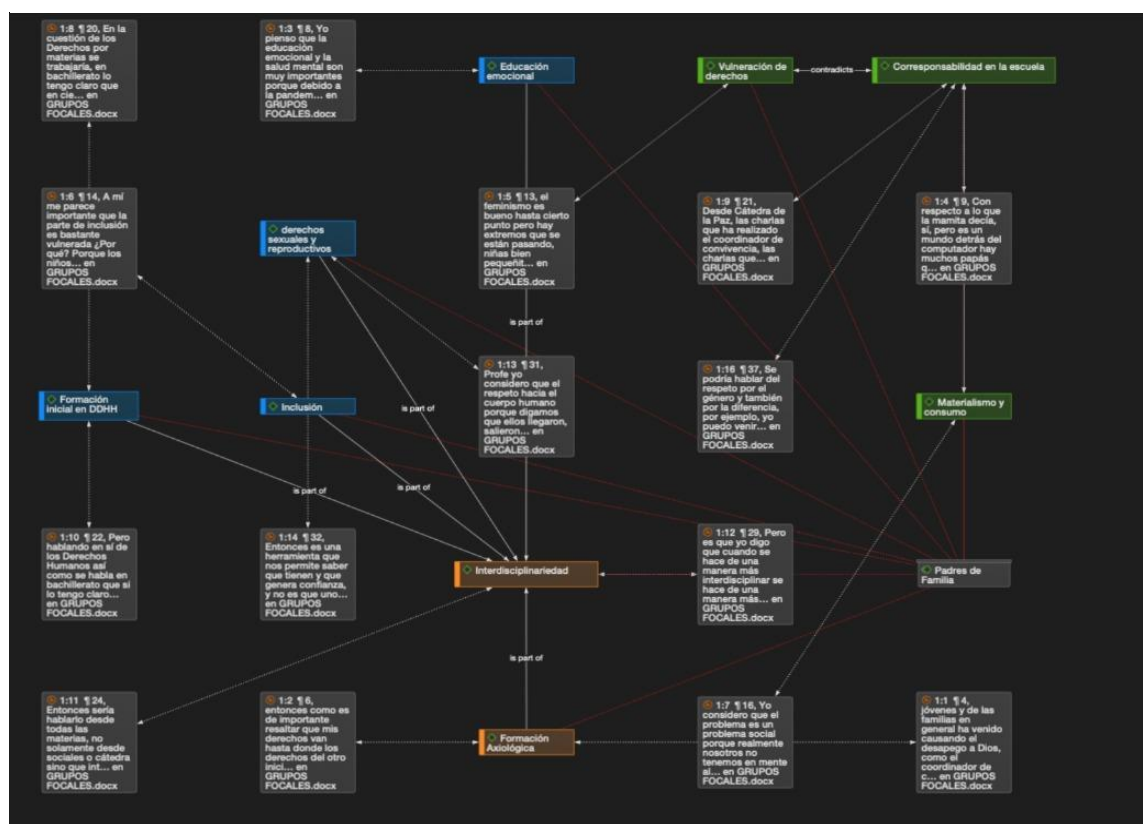 1:8 ¶ 20, En la
cuestión de los
Derechos por
materias se
trabajaría, en
bachillerato lo
tengo claro que
en cie... en
GRUPOS
FOCALES.docx
1:3 ¶ 8, Yo
pienso que la
educación
emocional y la
salud mental son
muy importantes
porque debido a
la pandem... en
GRUPOS
FOCALES.docx
Educación
emocional
Vulneración de
derechos
contradicts
Corresponsabilidad en la escuela
1:6 ¶ 14, A mí
me parece
importante que la
parte de inclusión
es bastante
vulnerada ¿Por
qué? Porque los
niños... en
GRUPOS
FOCALES.docx
derechos
sexuales y
reproductivos
1:5 ¶ 13, el
feminismo es
bueno hasta cierto
punto pero hay
extremos que se
están pasando,
niñas bien
pequeñit... en
GRUPOS
FOCALES.docx
1:9 ¶ 21,
Desde Cátedra de
la Paz, las charlas
que ha realizado
el coordinador de
convivencia, las
charlas que... en
GRUPOS
FOCALES.docx
1:4 ¶ 9, Con
respecto a lo que
la mamita decía,
sí, pero es un
mundo detrás del
computador hay
muchos papás
q... en GRUPOS
FOCALES.docx
is part of
Formación
inicial en DDHH
Inclusión
is part of
1:13 ¶ 31,
Profe yo
considero que el
respeto hacia el
cuerpo humano
porque digamos
que ellos llegaron,
salieron... en
GRUPOS
FOCALES.docx
1:16 ¶ 37, Se
podría hablar del
respeto por el
género y también
por la diferencia,
por ejemplo, yo
puedo venir... en
GRUPOS
FOCALES.docx
Materialismo y
consumo
is part of
is part of
1:10 ¶ 22, Pero
hablando en sí de
los Derechos
Humanos así
como se habla en
bachillerato que sí
lo tengo claro...
en GRUPOS
FOCALES.docx
1:14 ¶ 32,
Entonces es una
herramienta que
nos permite saber
que tienen y que
genera confianza,
y no es que uno...
en GRUPOS
FOCALES.docx
Interdisciplinariedad
1:12 ¶ 29, Pero
es que yo digo
que cuando se
hace de una
manera más
interdisciplinar se
hace de una
manera más... en
GRUPOS
FOCALES.docx
Padres de
Familia
is part of
1:11 ¶ 24,
Entonces sería
hablarlo desde
todas las
materias, no
solamente desde
sociales o cátedra
sino que int... en
GRUPOS
FOCALES.docx
1:2 ¶ 6,
entonces como es
de importante
resaltar que mis
derechos van
hasta donde los
derechos del otro
inici... en
GRUPOS
FOCALES.docx
Formación
Axiológica
1:7 ¶ 16, Yo
considero que el
problema es un
problema social
porque realmente
nosotros no
tenemos en mente
al... en GRUPOS
FOCALES.docx
1:1 ¶ 4,
jóvenes y de las
familias en
general ha venido
causando el
desapego a Dios,
como el
coordinador de
c... en GRUPOS
FOCALES.docx